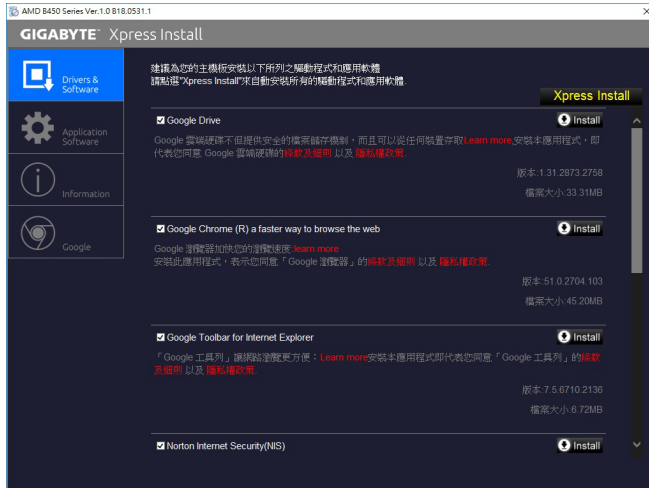 AMD B450 Series Ver.1.0 B18.0531.1
GIGABYTE™ Xpress Install
Drivers &
Software
Application
Software
Information
Google
建議為您的主機板安裝以下所列之驅動程式和應用軟體
請點選"Xpress Install"來自動安裝所有的驅動程式和應用軟體.
Xpress Install
Google Drive
Install
Google 雲端硬碟不但提供安全的檔案儲存機制，而且可以從任何裝置存取Learn more.安裝本應用程式，即
代表您同意 Google 雲端硬碟的條款及細則 以及 隱私權政策.
版本:1.31.2873.2758
檔案大小:33.31MB
Google Chrome (R) a faster way to browse the web
Install
Google 瀏覽器加快您的瀏覽速度.learn more
安裝此應用程式，表示您同意「Google 瀏覽器」的條款及細則 以及 隱私權政策.
版本:51.0.2704.103
檔案大小:45.20MB
Google Toolbar for Internet Explorer
Install
「Google 工具列」讓網路瀏覽更方便：Learn more安裝本應用程式即代表您同意「Google 工具列」的條款
及細則 以及 隱私權政策.
版本:7.5.6710.2136
檔案大小:6.72MB
Norton Internet Security(NIS)
Install